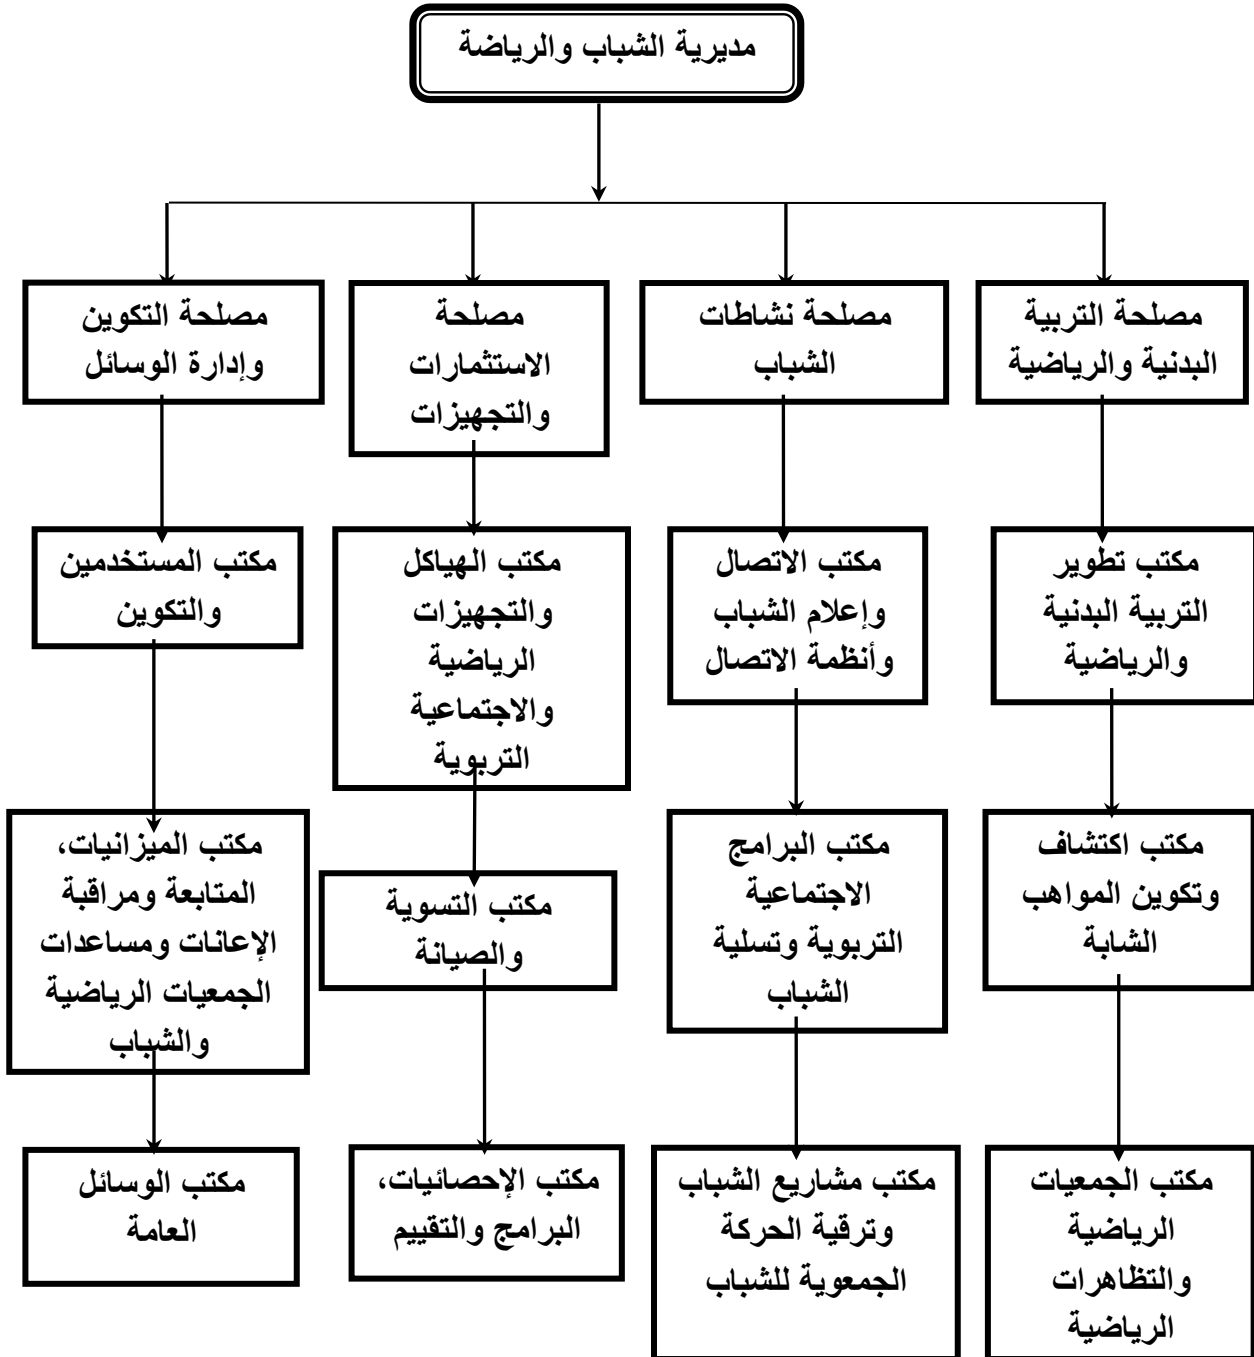 مديرية الشباب والرياضة
مصلحة التربية
البدنية والرياضية
مصلحة نشاطات
الشباب
مصلحة
الاستثمارات
والتجهيزات
مصلحة التكوين
وإدارة الوسائل
مكتب تطوير
التربية البدنية
والرياضية
مكتب الاتصال
وإعلام الشباب
وأنظمة الاتصال
مكتب الهياكل
والتجهيزات
الرياضية
والاجتماعية
التربوية
مكتب المستخدمين
والتكوين
مكتب اكتشاف
وتكوين المواهب
الشابة
مكتب البرامج
الاجتماعية
التربوية وتسلية
الشباب
مكتب التسوية
والصيانة
مكتب الميزانيات،
المتابعة ومراقبة
الإعانات ومساعدات
الجمعيات الرياضية
والشباب
مكتب الجمعيات
الرياضية
والتظاهرات
الرياضية
مكتب مشاريع الشباب
وترقية الحركة
الجمعوية للشباب
مكتب الإحصائيات،
البرامج والتقييم
مكتب الوسائل
العامة